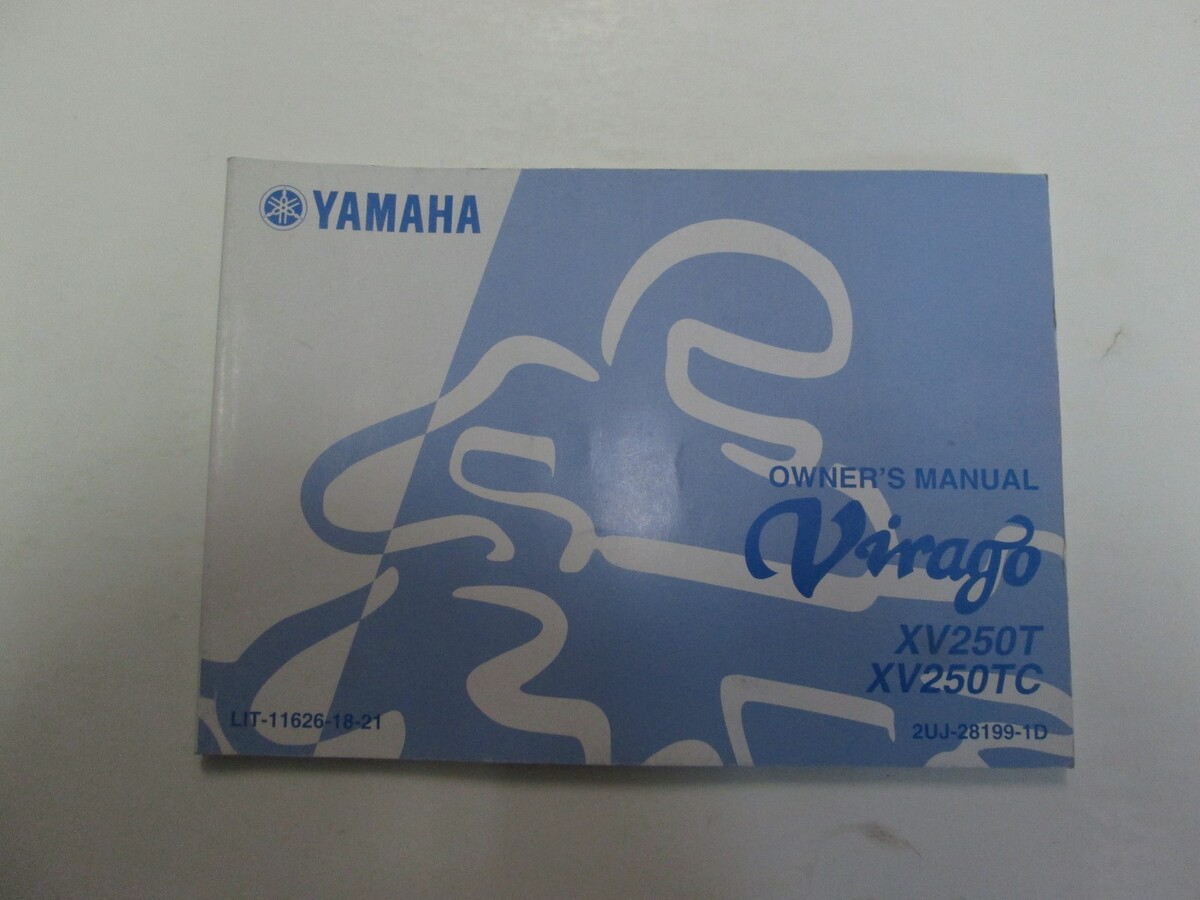 YAMAHA
OWNER'S MANUAL
Virago
XV250T
XV250TC
LIT-11626-18-21
2UJ-28199-1D